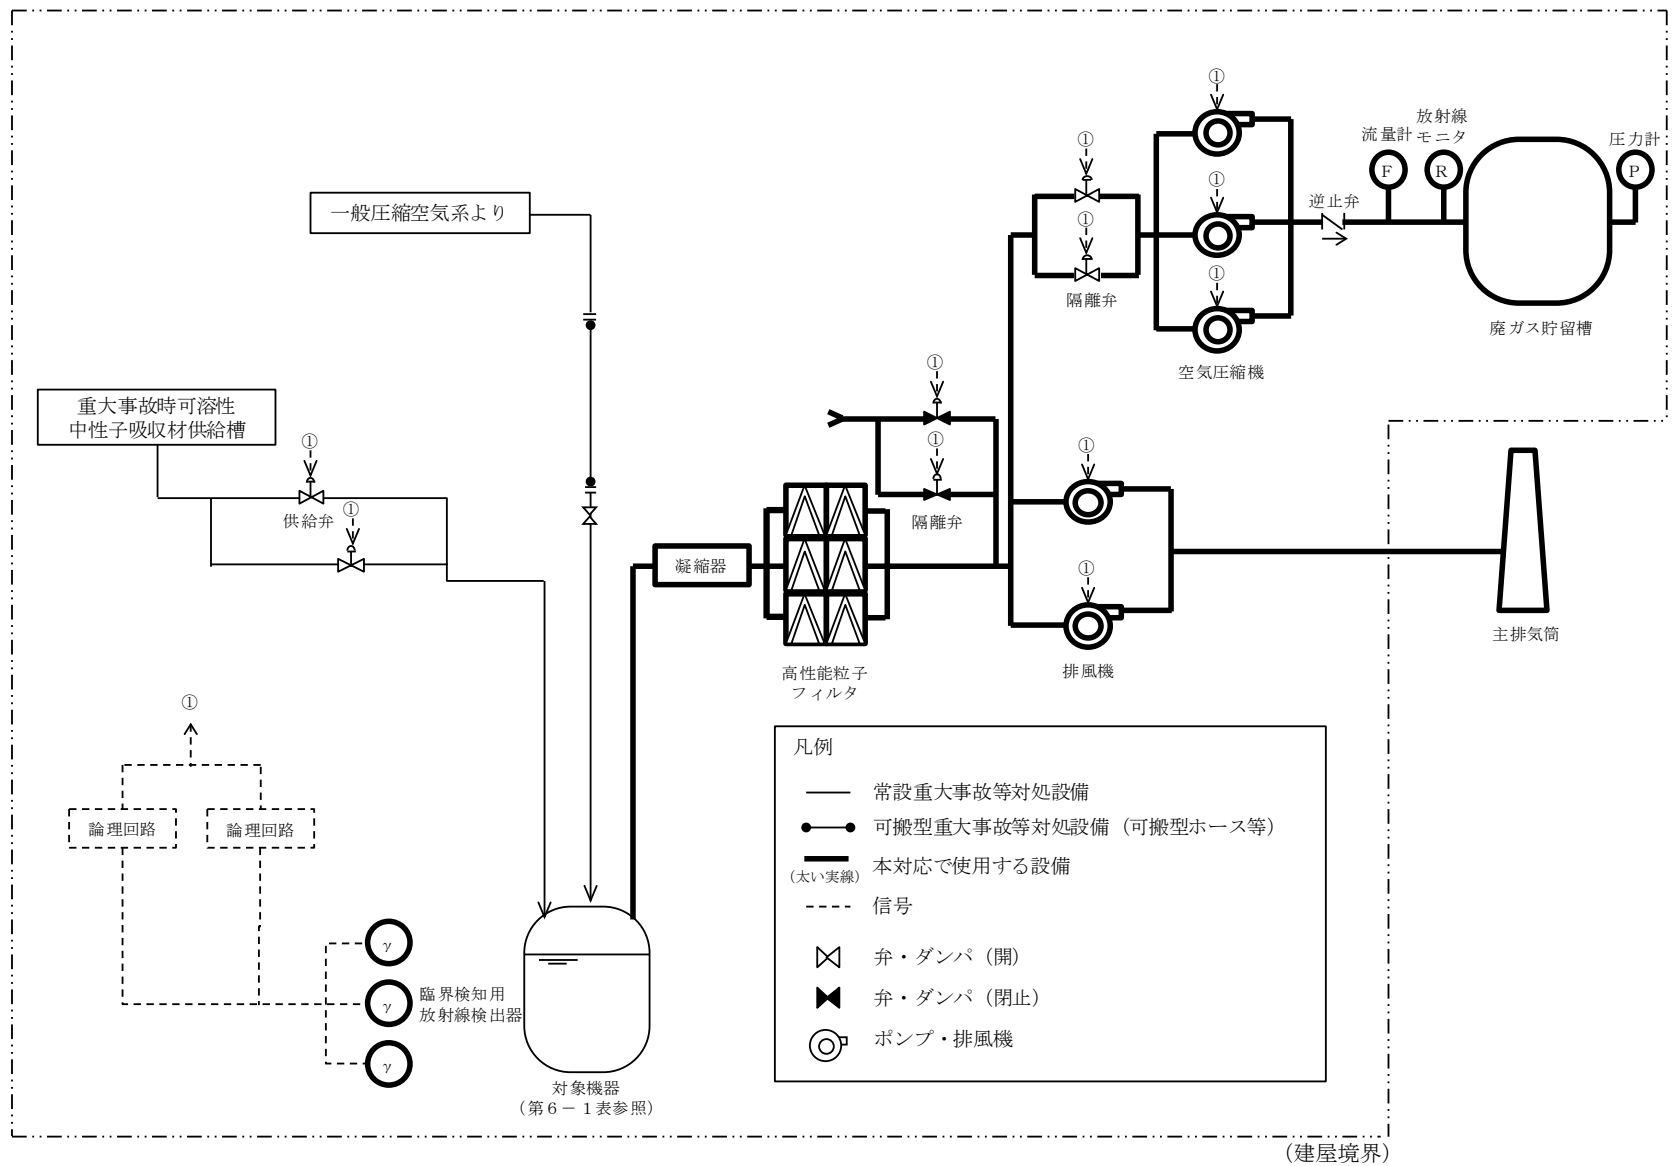 ①
放射線
流量計 モニタ
圧力計
①
F
R
P
①
一般圧縮空気系より
①
逆止弁
①
隔離弁
廃ガス貯留槽
①
空気圧縮機
重大事故時可溶性
中性子吸収材供給槽
①
①
①
供給弁
①
隔離弁
凝縮器
①
主排気筒
排風機
高性能粒子
フィルタ
①
論理回路
論理回路
γ
γ
γ
臨界検知用
放射線検出器
対象機器
(第6-1表参照)
凡例
常設重大事故等対処設備
可搬型重大事故等対処設備(可搬型ホース等)
(太い実線)
本対応で使用する設備
信号
弁・ダンパ(開)
弁・ダンパ(閉止)
ポンプ・排風機
(建屋境界)